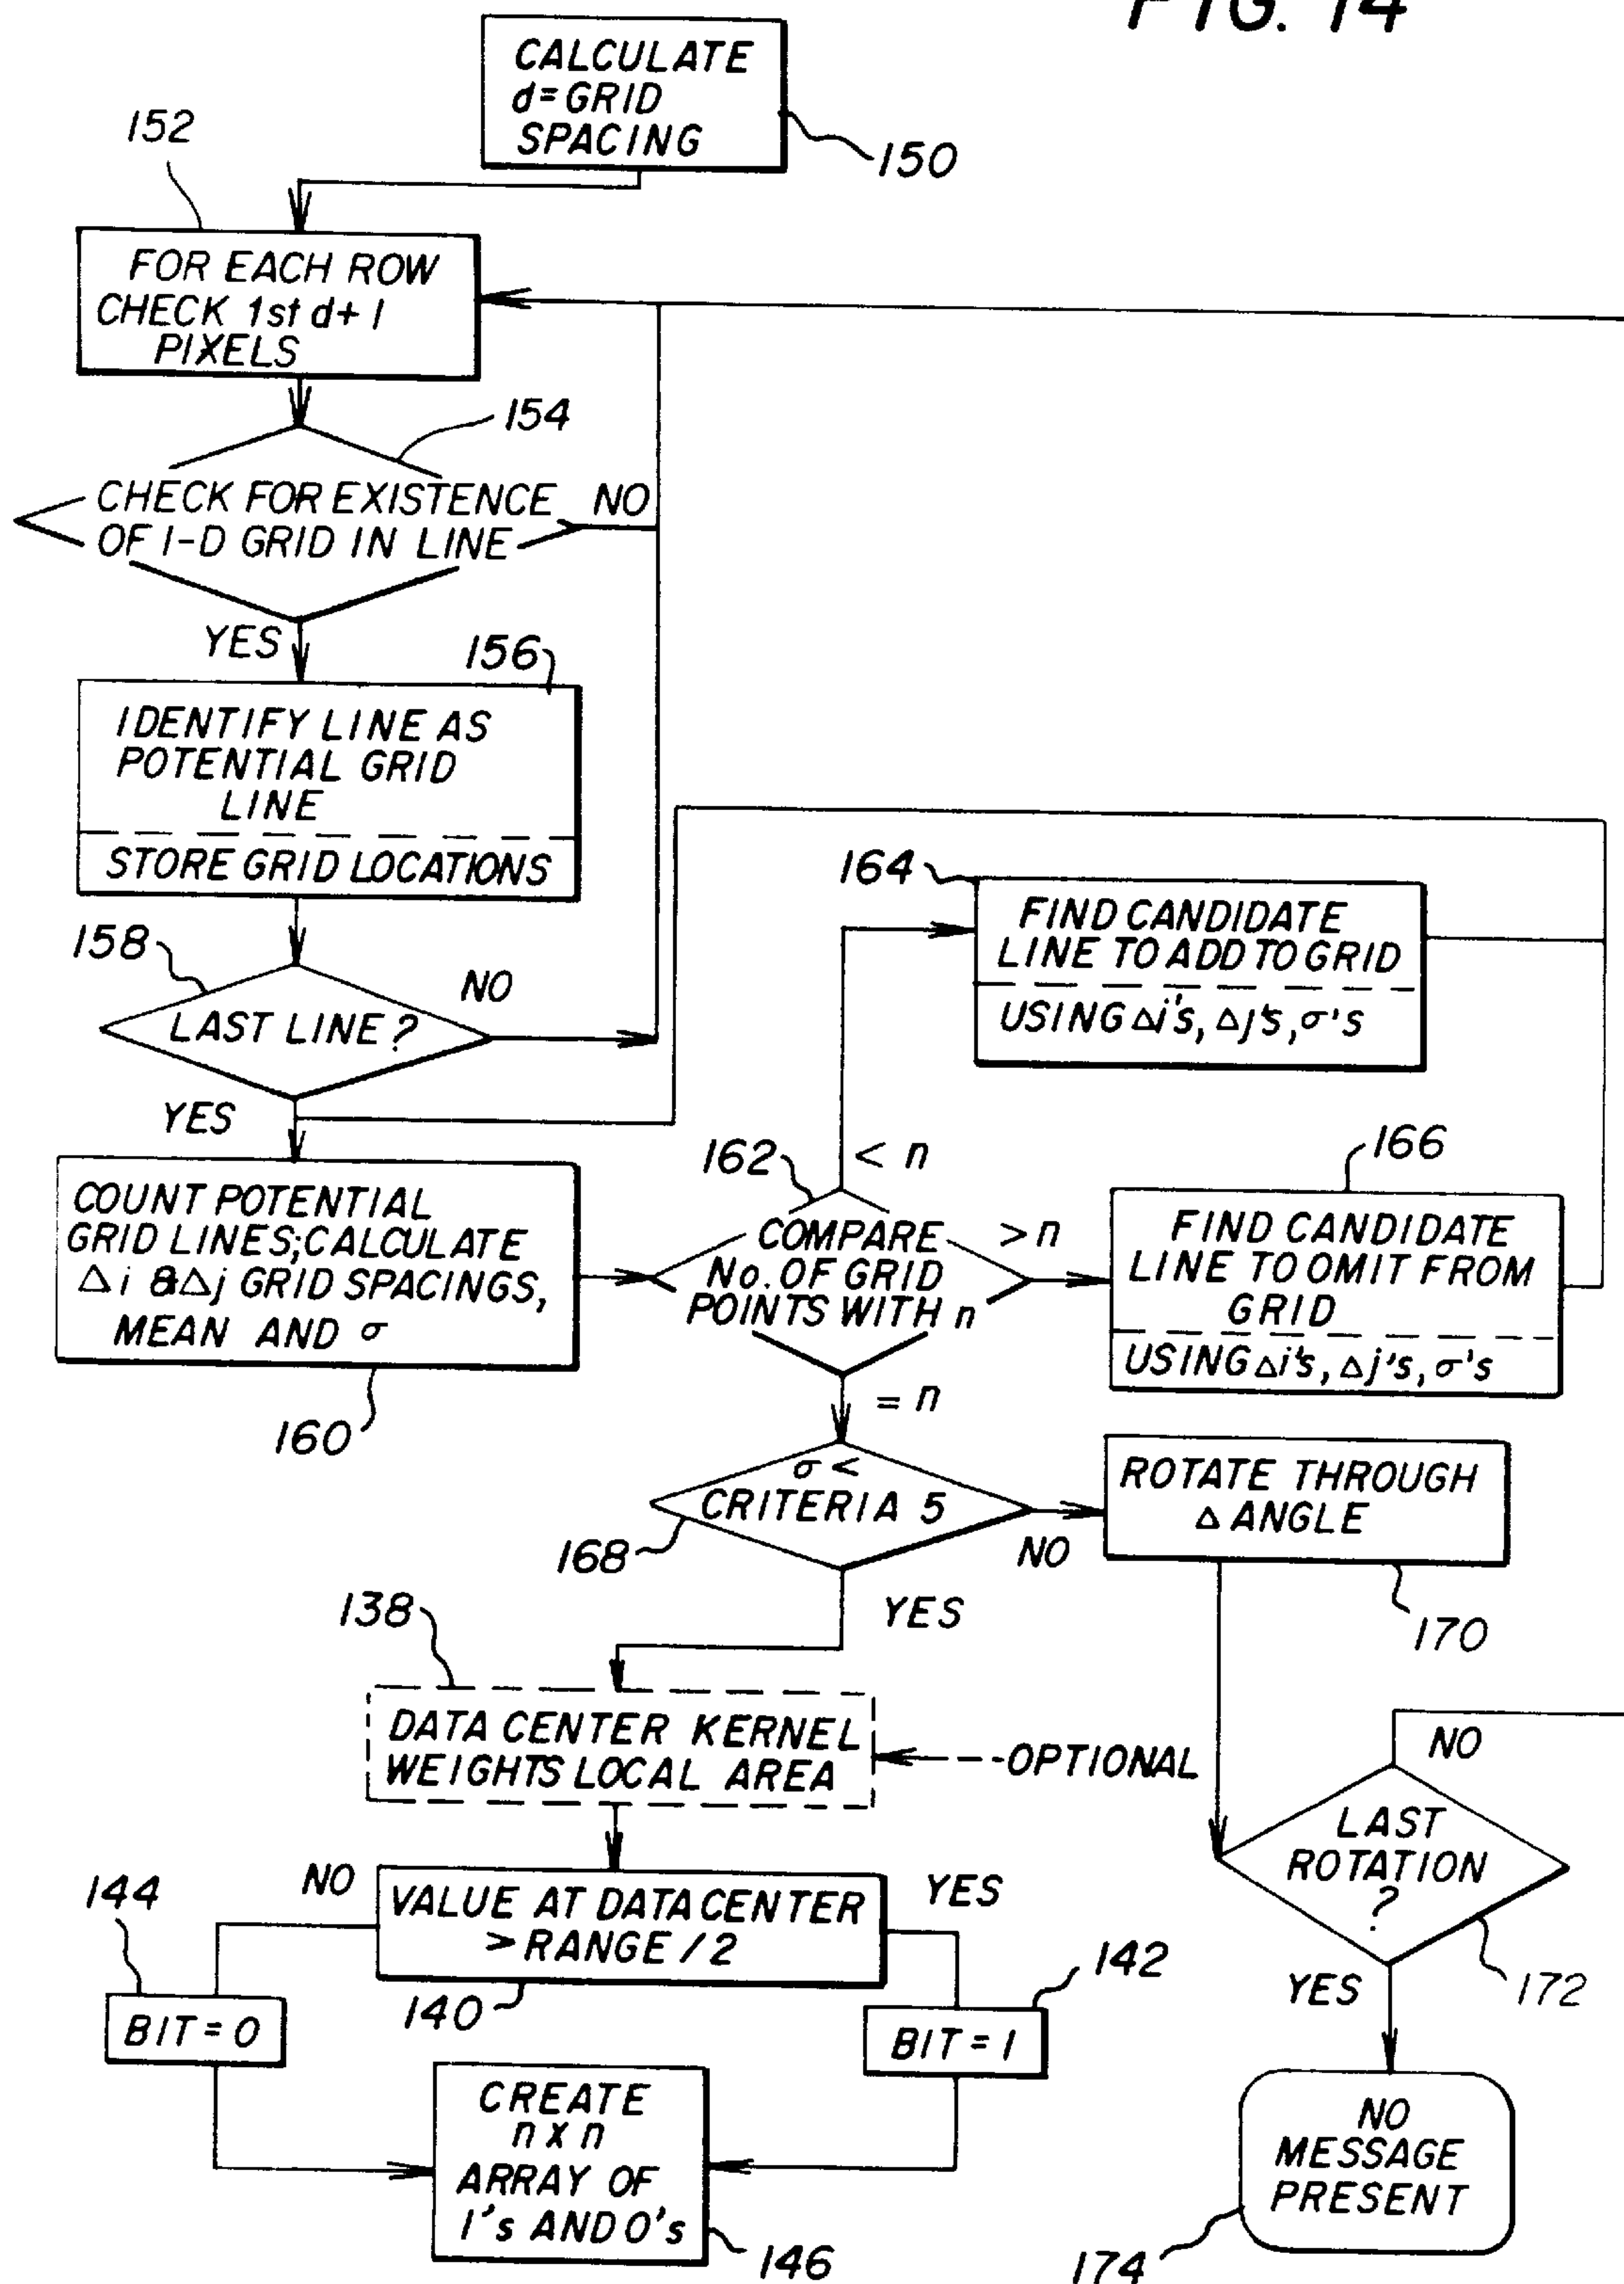 FIG. 14
CALCULATE
d=GRID
SPACING
150
152
FOR EACH ROW
CHECK 1st d+1
PIXELS
154
CHECK FOR EXISTENCE
OF 1-D GRID IN LINE
NO
YES
156
IDENTIFY LINE AS
POTENTIAL GRID
LINE
STORE GRID LOCATIONS
158
LAST LINE?
NO
YES
COUNT POTENTIAL
GRID LINES;CALCULATE
Δi &Δj GRID SPACINGS,
MEAN AND σ
160
162
COMPARE
No. OF GRID
POINTS WITH n
< n
>n
= n
164
FIND CANDIDATE
LINE TO ADD TO GRID
USING Δi's, Δj's, σ's
166
FIND CANDIDATE
LINE TO OMIT FROM
GRID
USING Δi's, Δj's, σ's
σ <
CRITERIA 5
168
NO
YES
ROTATE THROUGH
Δ ANGLE
170
138
DATA CENTER KERNEL
WEIGHTS LOCAL AREA
OPTIONAL
NO
LAST
ROTATION
?
172
YES
144
NO
VALUE AT DATA CENTER
> RANGE / 2
YES
140
142
BIT = 0
BIT = 1
CREATE
n x n
ARRAY OF
1's AND 0's
146
NO
MESSAGE
PRESENT
174